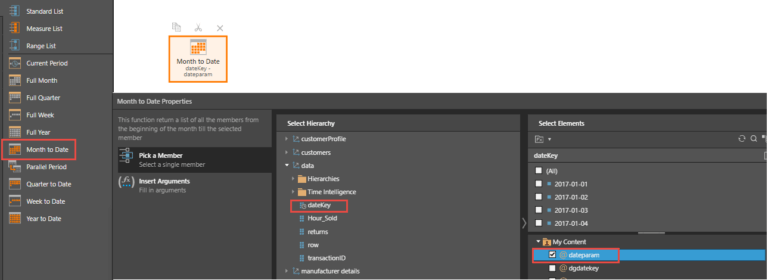 Standard List
Measure List
Range List
Current Period
Full Month
Full Quarter
Full Week
Full Year
Month to Date
Parallel Period
Quarter to Date
Week to Date
Year to Date
Month to Date
dateKey –
dateparam
Month to Date Properties
This function return a list of all the members from
the beginning of the month till the selected
member
Pick a Member
Select a single member
Insert Arguments
Fill in arguments
Select Hierarchy
customerProfile
customers
data
Hierarchies
Time Intelligence
dateKey
Hour_Sold
returns
row
transactionID
manufacturer details
Select Elements
dateKey
(All)
2017-01-01
2017-01-02
2017-01-03
2017-01-04
My Content
dateparam
dgdatekey